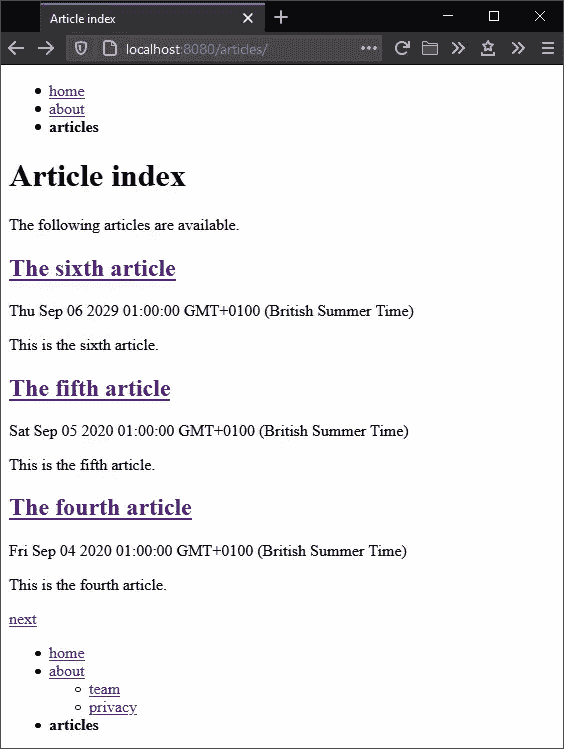 Article index
localhost:8080/articles/
home
about
articles
Article index
The following articles are available.
The sixth article
Thu Sep 06 2029 01:00:00 GMT+0100 (British Summer Time)
This is the sixth article.
The fifth article
Sat Sep 05 2020 01:00:00 GMT+0100 (British Summer Time)
This is the fifth article.
The fourth article
Fri Sep 04 2020 01:00:00 GMT+0100 (British Summer Time)
This is the fourth article.
next
home
about
team
privacy
articles